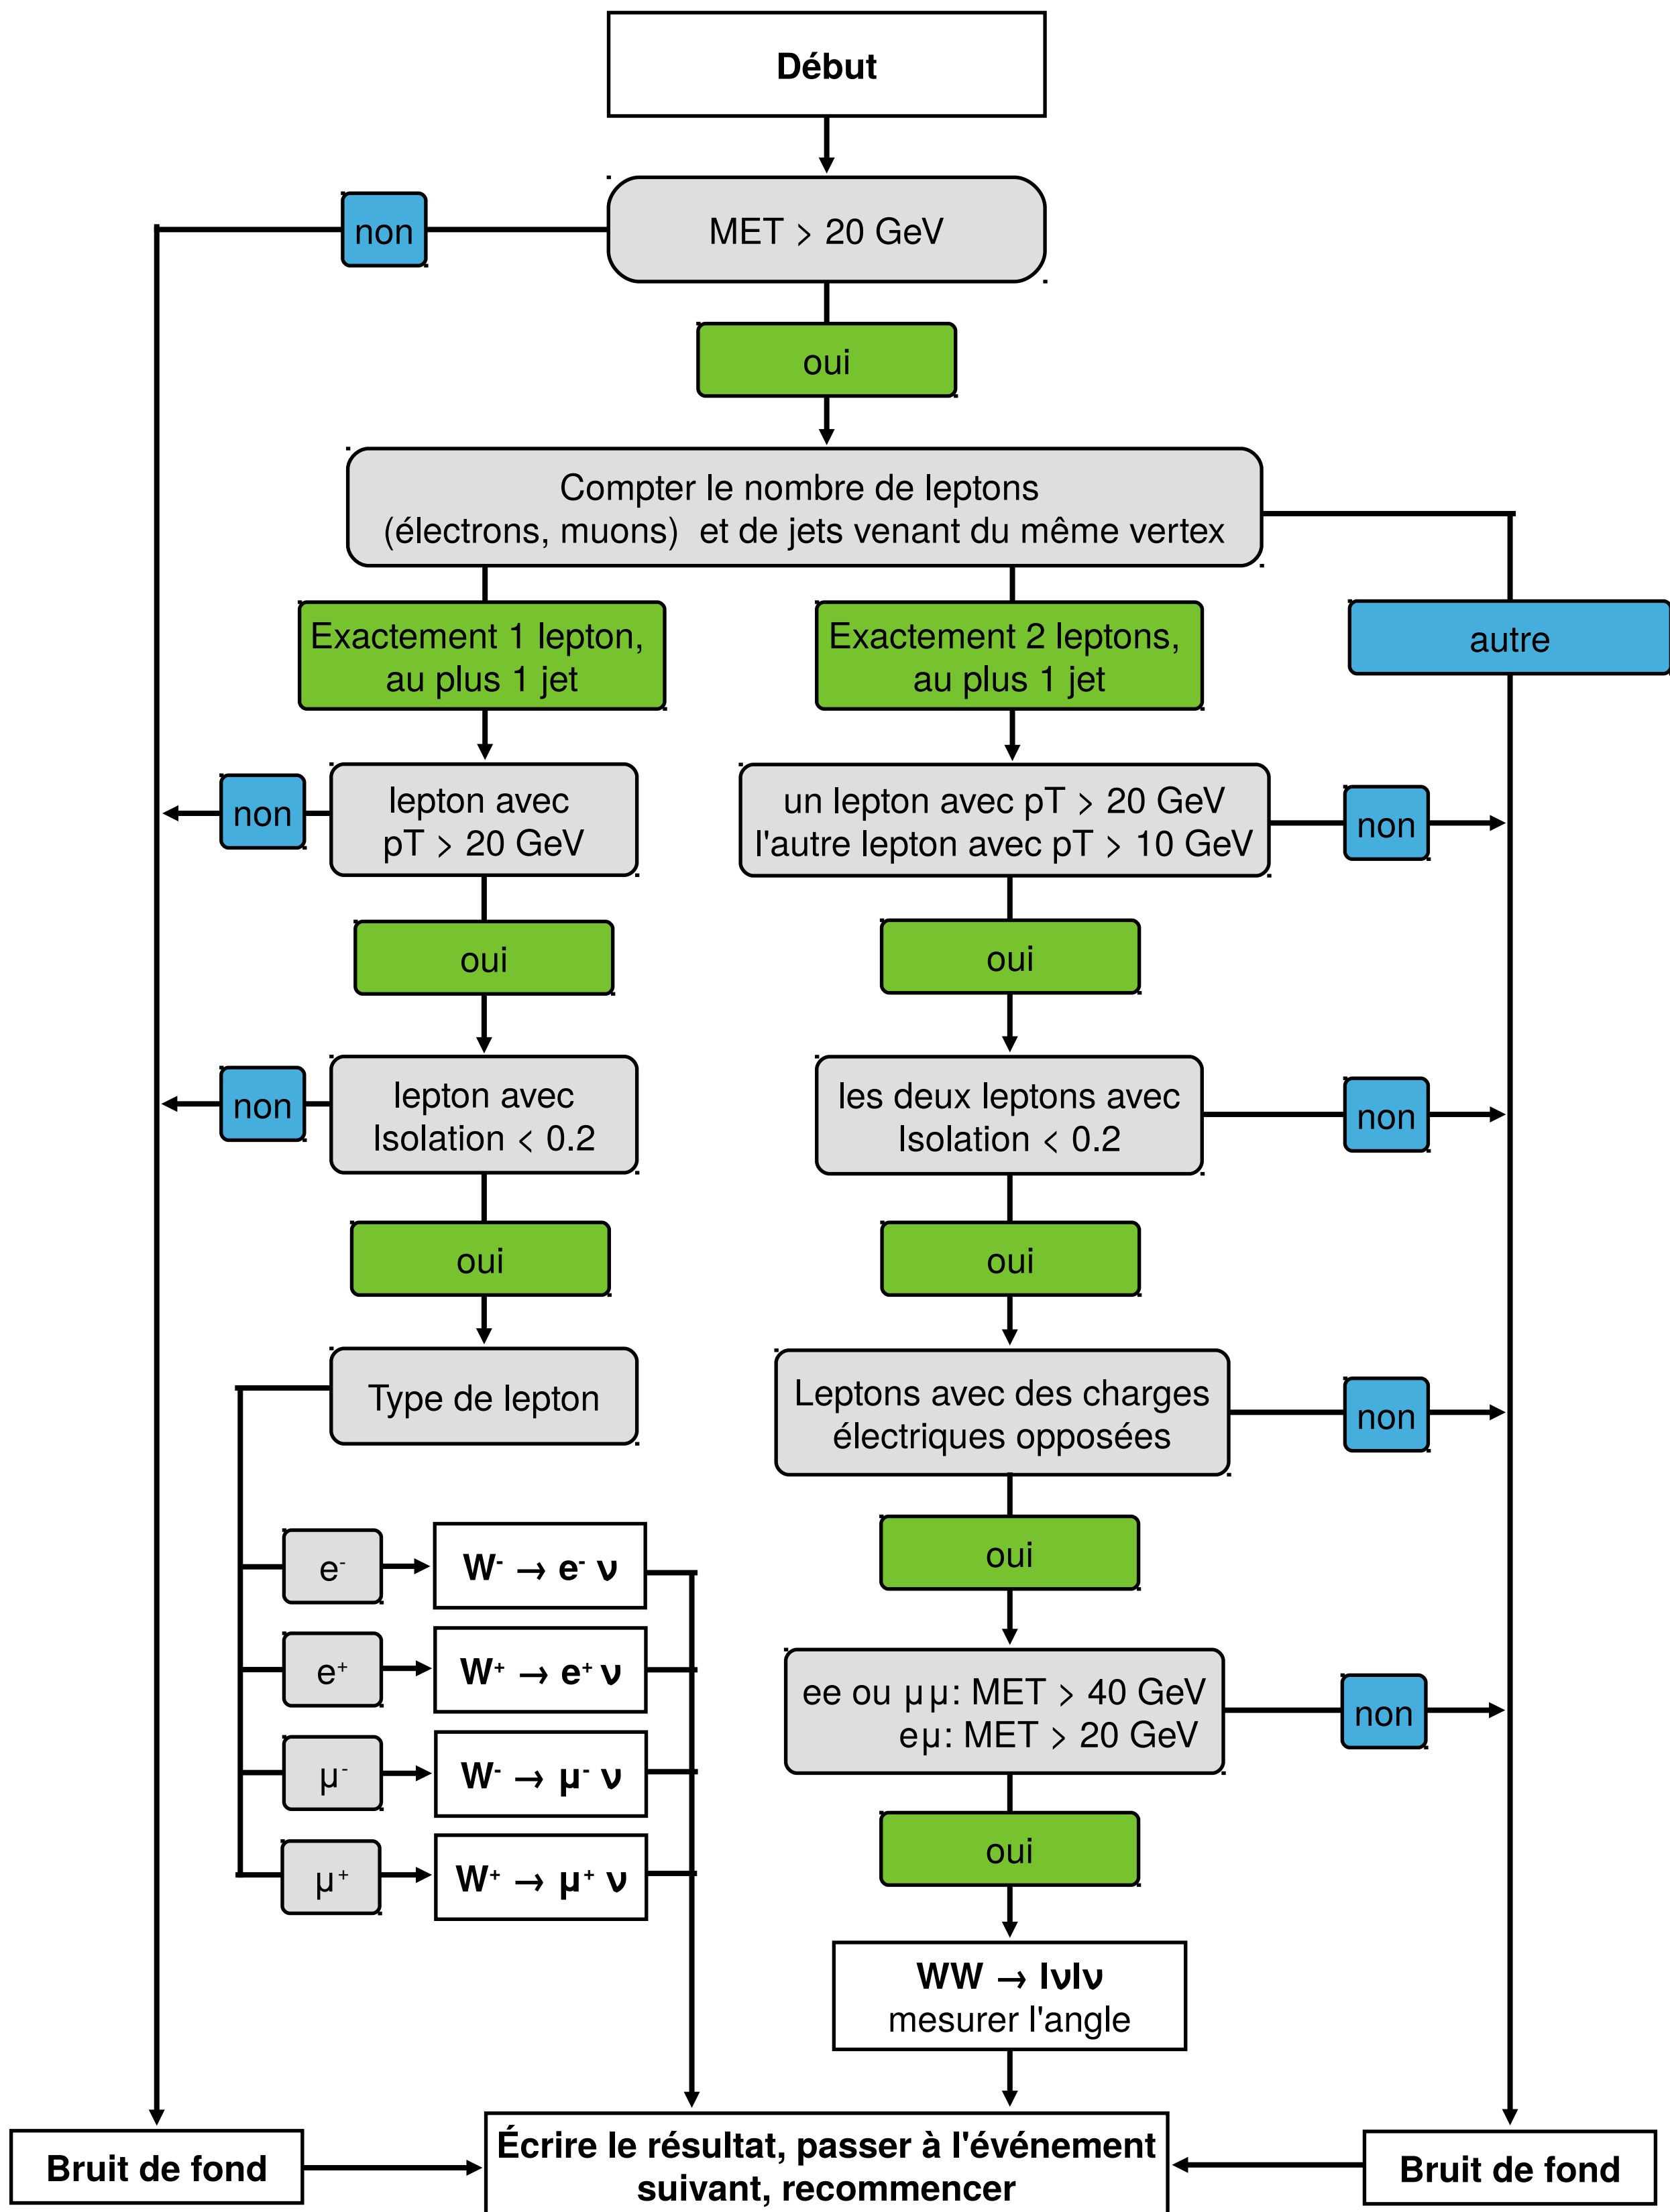 Début
non
MET > 20 GeV
oui
Compter le nombre de leptons
(électrons, muons) et de jets venant du même vertex
Exactement 1 lepton,
au plus 1 jet
Exactement 2 leptons,
au plus 1 jet
autre
non
lepton avec
pT > 20 GeV
un lepton avec pT > 20 GeV
l'autre lepton avec pT > 10 GeV
non
oui
oui
non
lepton avec
Isolation < 0.2
les deux leptons avec
Isolation < 0.2
non
oui
oui
Type de lepton
Leptons avec des charges
électriques opposées
non
e⁻
W⁻ → e⁻ ν
oui
e⁺
W⁺ → e⁺ ν
ee ou µµ: MET > 40 GeV
eµ: MET > 20 GeV
non
µ⁻
W⁻ → µ⁻ ν
µ⁺
W⁺ → µ⁺ ν
oui
WW → lνlν
mesurer l'angle
Bruit de fond
Écrire le résultat, passer à l'événement
suivant, recommencer
Bruit de fond